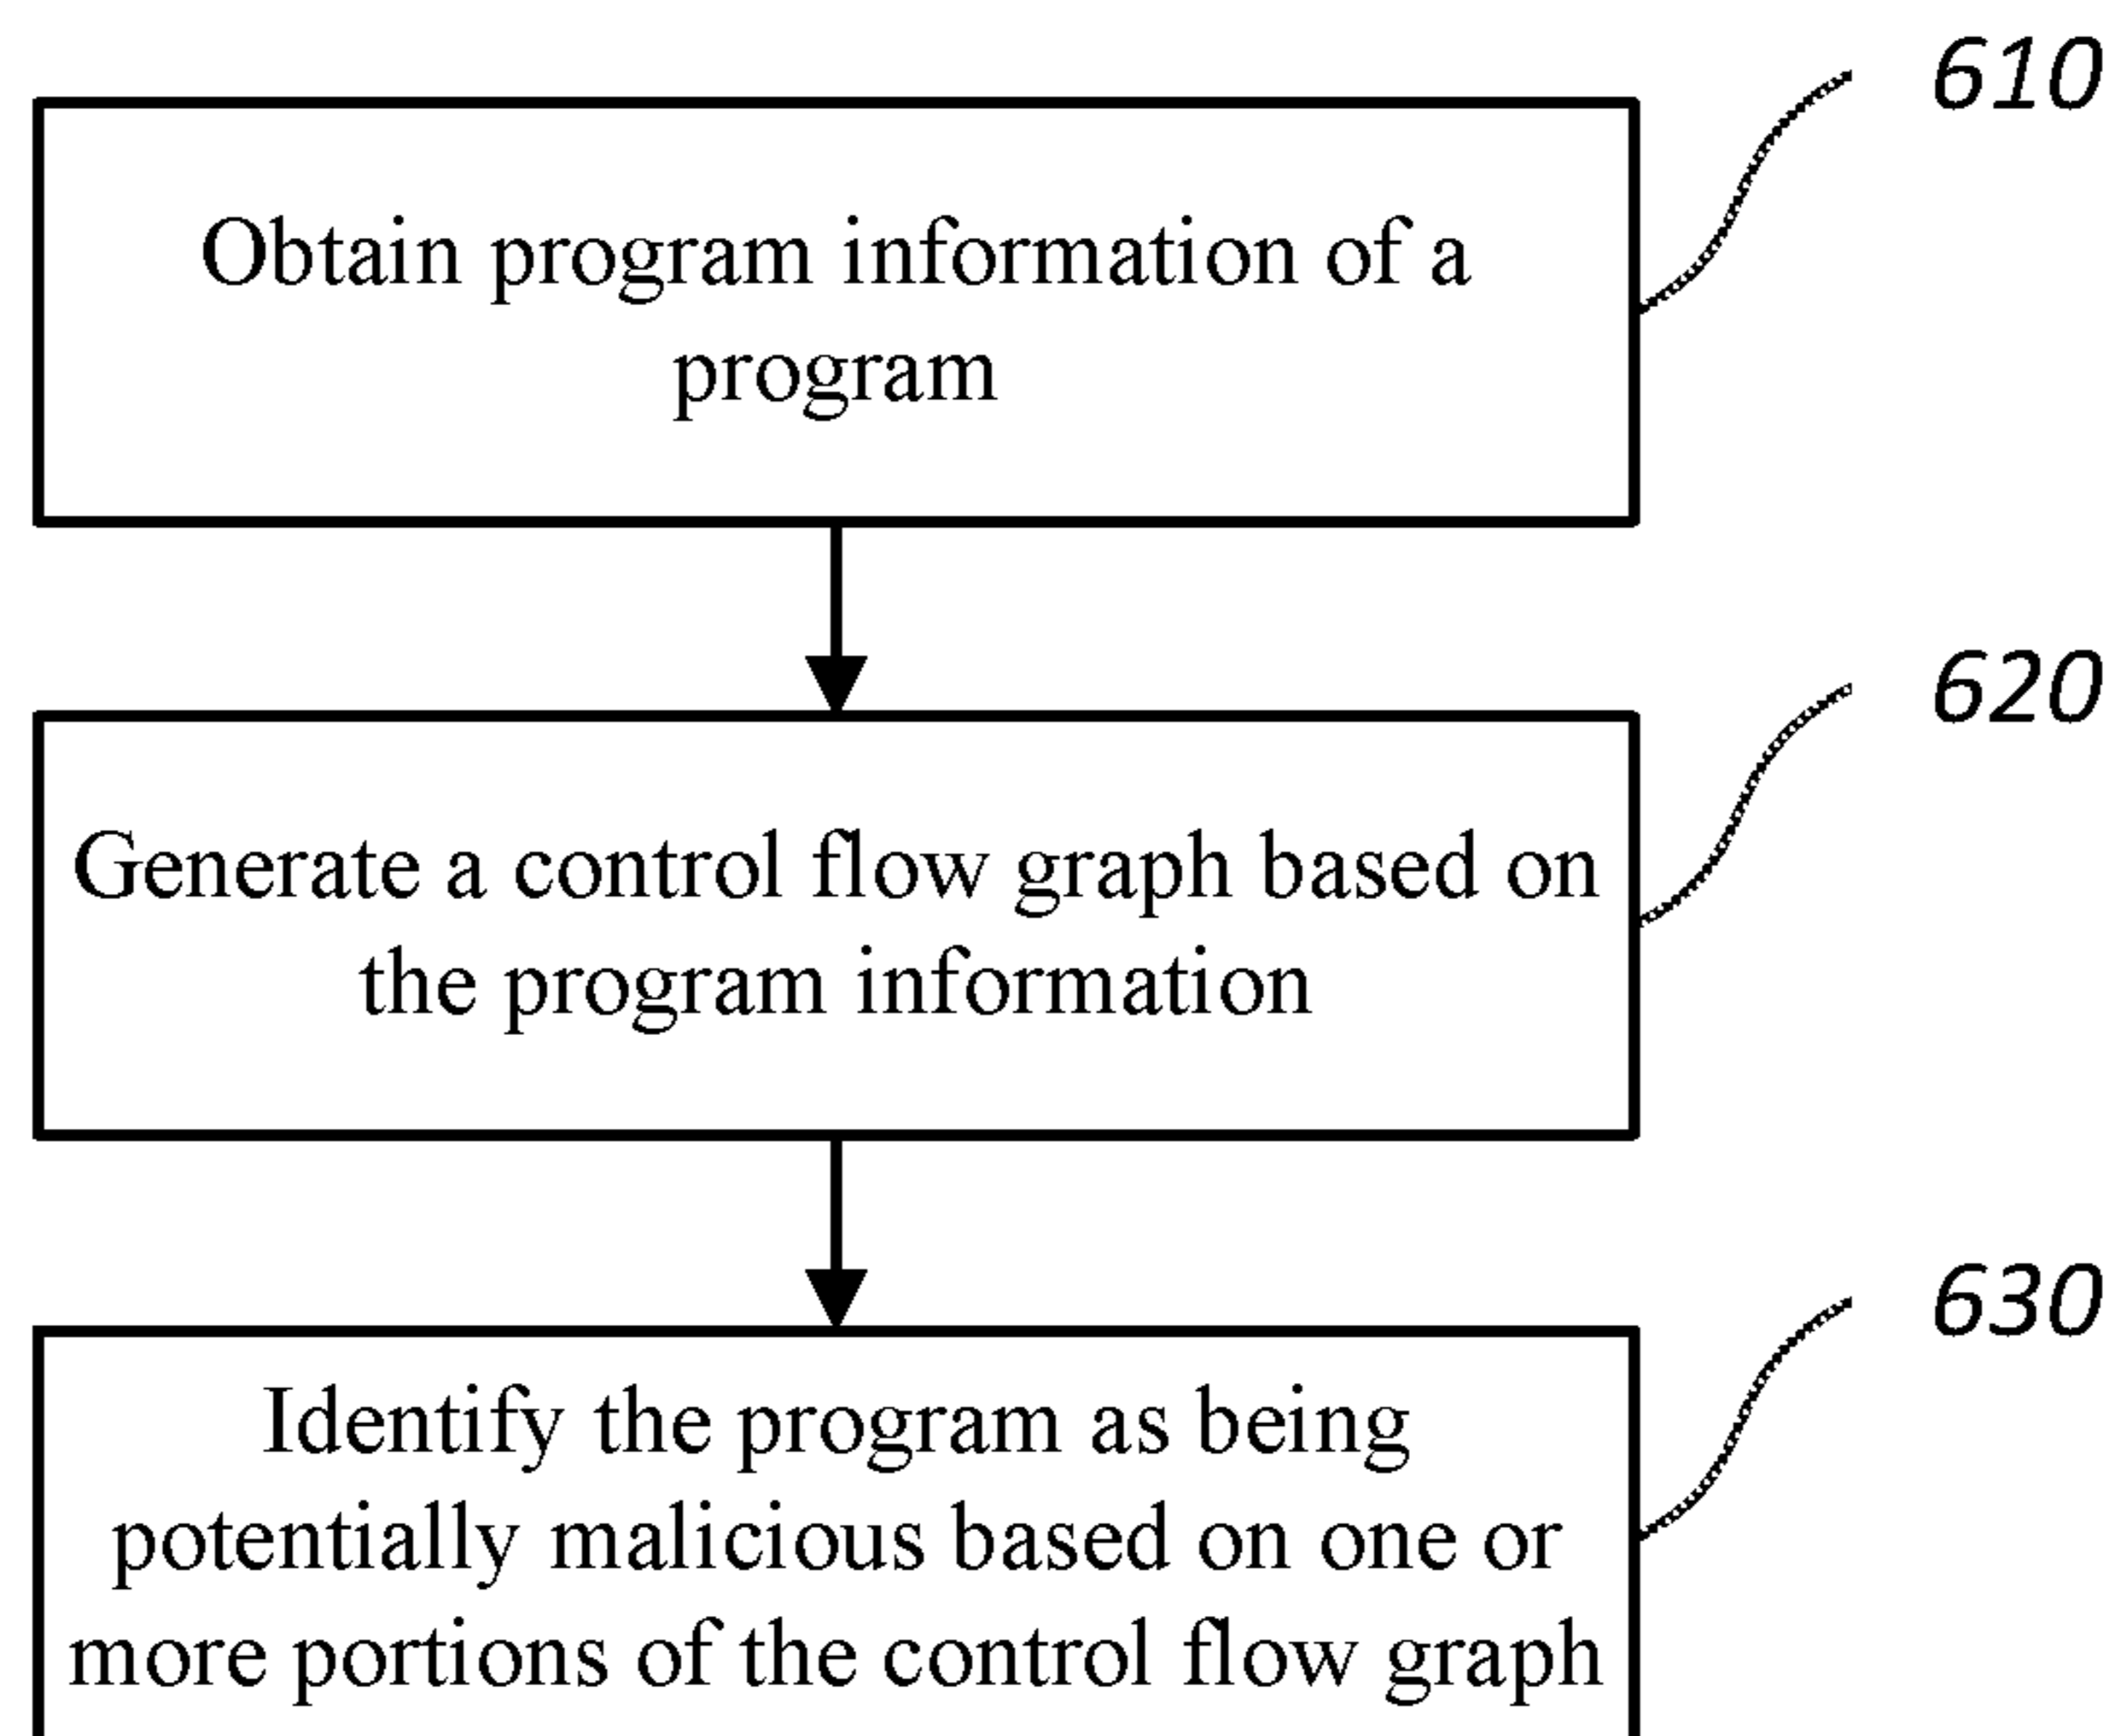 610
Obtain program information of a
program
620
Generate a control flow graph based on
the program information
630
Identify the program as being
potentially malicious based on one or
more portions of the control flow graph